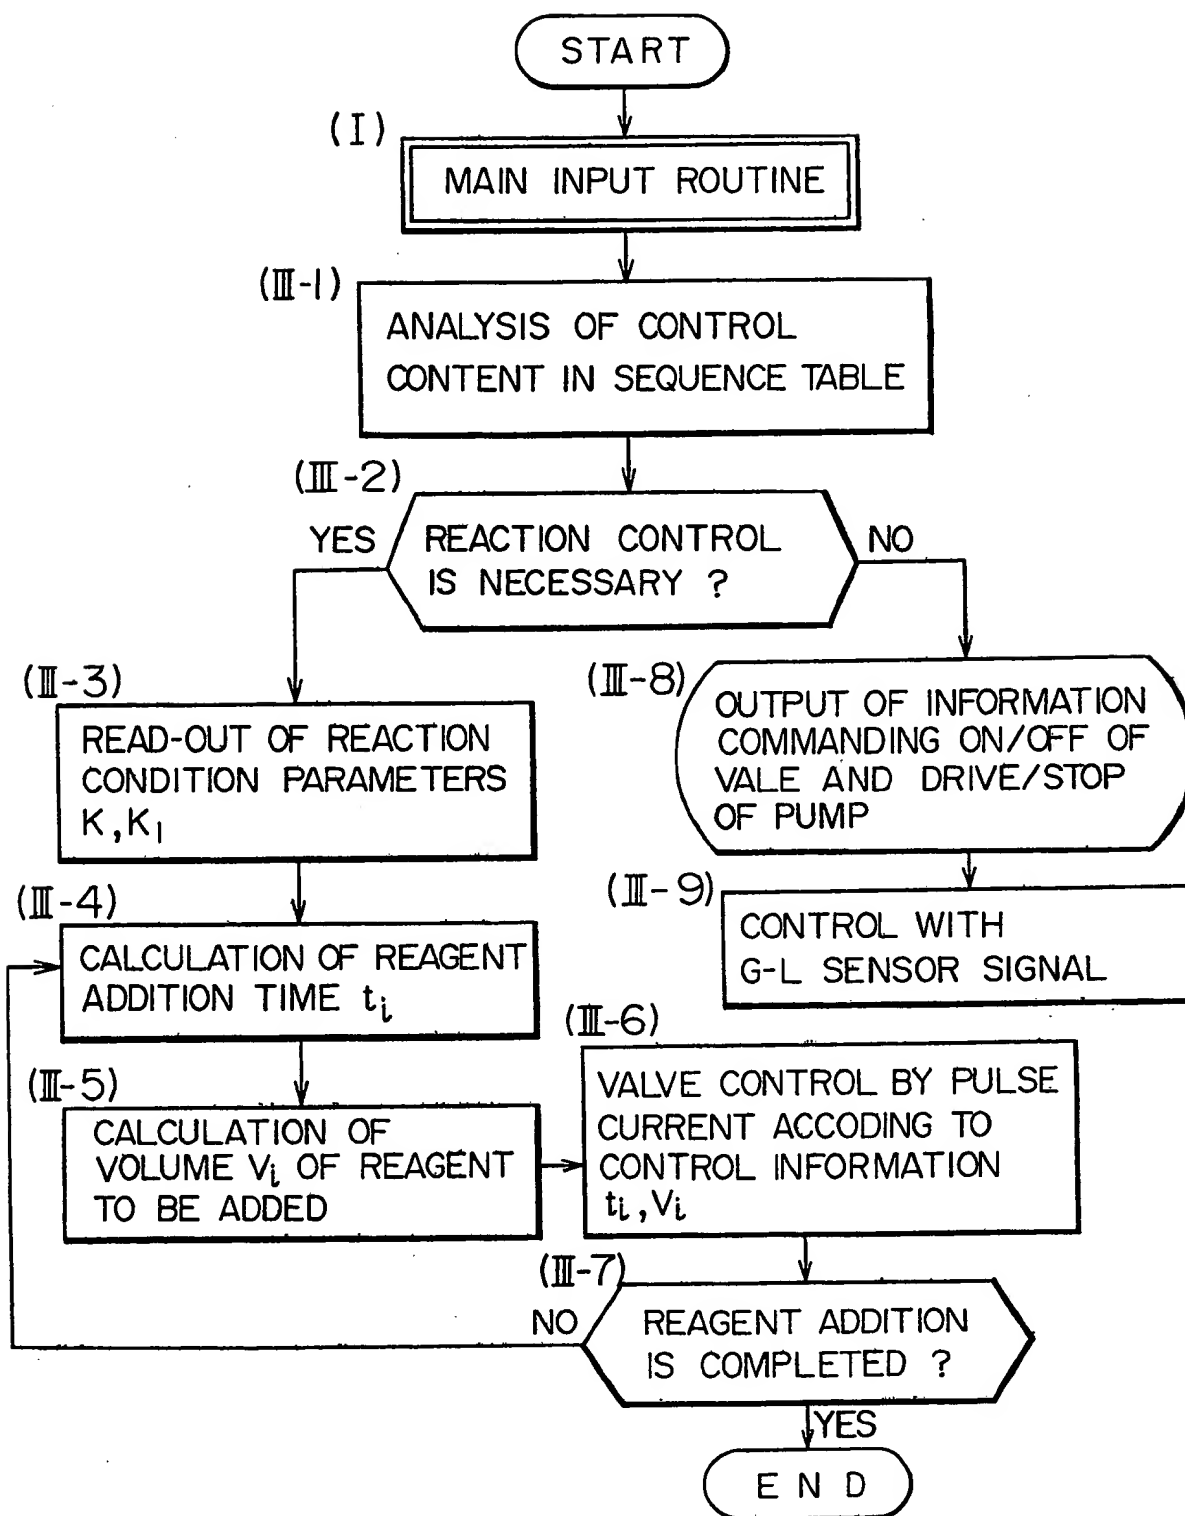 START
(I)
MAIN INPUT ROUTINE
(III-1)
ANALYSIS OF CONTROL
CONTENT IN SEQUENCE TABLE
(III-2)
YES
REACTION CONTROL
IS NECESSARY ?
NO
(III-3)
READ-OUT OF REACTION
CONDITION PARAMETERS
K, K1
(III-8)
OUTPUT OF INFORMATION
COMMANDING ON/OFF OF
VALE AND DRIVE/STOP
OF PUMP
(III-4)
CALCULATION OF REAGENT
ADDITION TIME ti
(III-9)
CONTROL WITH
G-L SENSOR SIGNAL
(III-5)
CALCULATION OF
VOLUME Vi OF REAGENT
TO BE ADDED
(III-6)
VALVE CONTROL BY PULSE
CURRENT ACCODING TO
CONTROL INFORMATION
ti, Vi
(III-7)
NO
REAGENT ADDITION
IS COMPLETED ?
YES
END